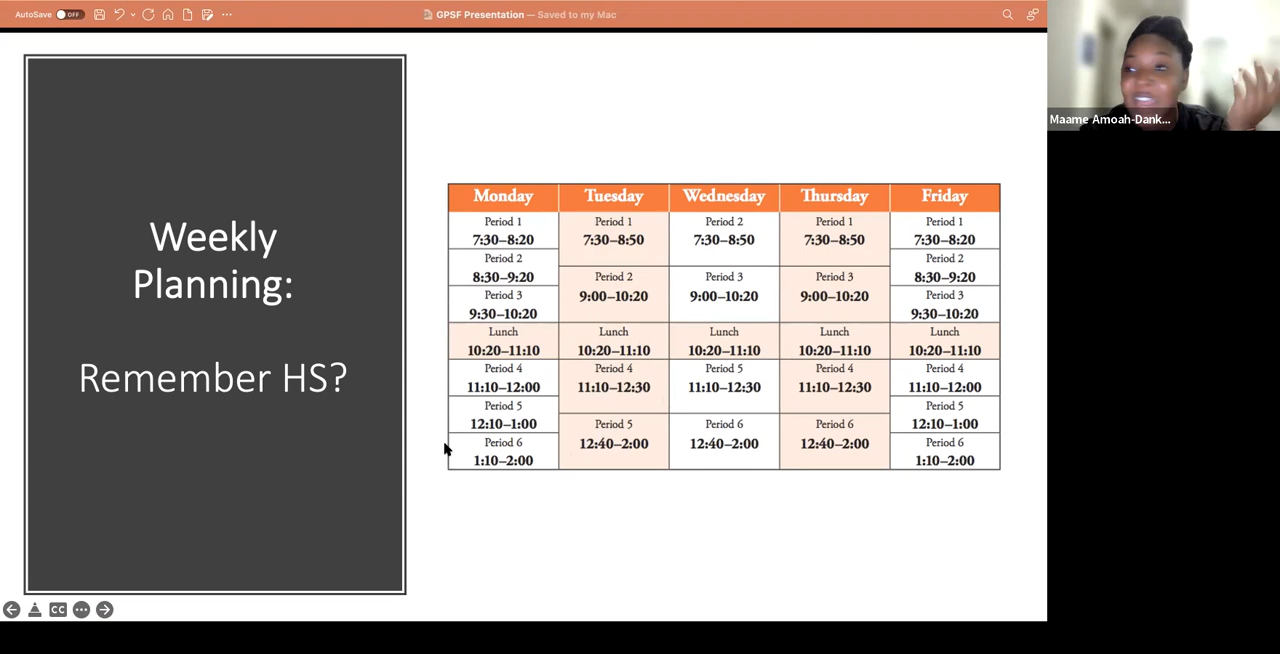 AutoSave OFF
GPSF Presentation — Saved to my Mac
Maame Amoah-Dank...
Weekly
Planning:
Remember HS?
Monday Tuesday Wednesday Thursday Friday
Period 1 Period 1 Period 2 Period 1 Period 1
7:30–8:20 7:30–8:50 7:30–8:50 7:30–8:50 7:30–8:20
Period 2 Period 2
8:30–9:20 8:30–9:20
Period 2 Period 3 Period 3
9:00–10:20 9:00–10:20 9:00–10:20
Period 3 Period 3
9:30–10:20 9:30–10:20
Lunch Lunch Lunch Lunch Lunch
10:20–11:10 10:20–11:10 10:20–11:10 10:20–11:10 10:20–11:10
Period 4 Period 4 Period 5 Period 4 Period 4
11:10–12:00 11:10–12:30 11:10–12:30 11:10–12:30 11:10–12:00
Period 5 Period 5
12:10–1:00 12:10–1:00
Period 5 Period 6 Period 6
12:40–2:00 12:40–2:00 12:40–2:00
Period 6 Period 6
1:10–2:00 1:10–2:00
CC